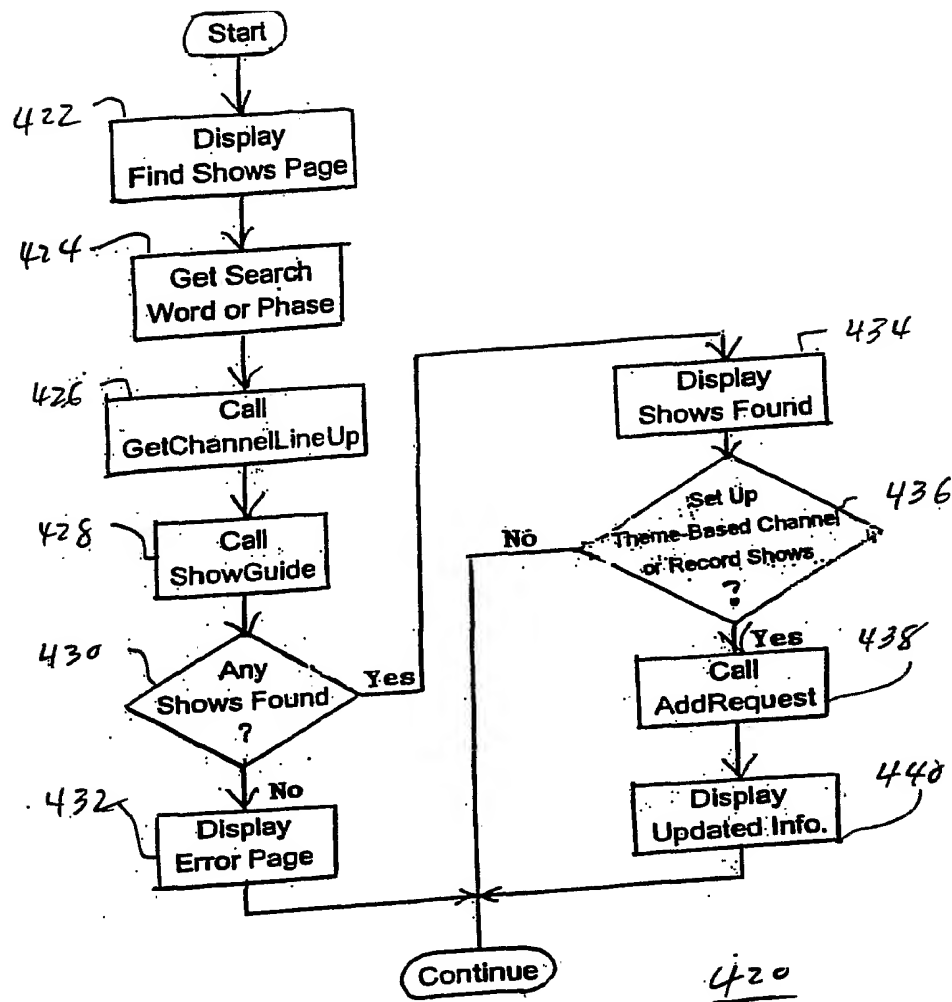 Start
422
Display
Find Shows Page
424
Get Search
Word or Phase
426
Call
GetChannelLineUp
428
Call
ShowGuide
430
Any
Shows Found
?
Yes
No
432
Display
Error Page
434
Display
Shows Found
436
Set Up
Theme-Based Channel
or Record Shows
?
No
Yes
438
Call
AddRequest
440
Display
Updated Info.
Continue
420